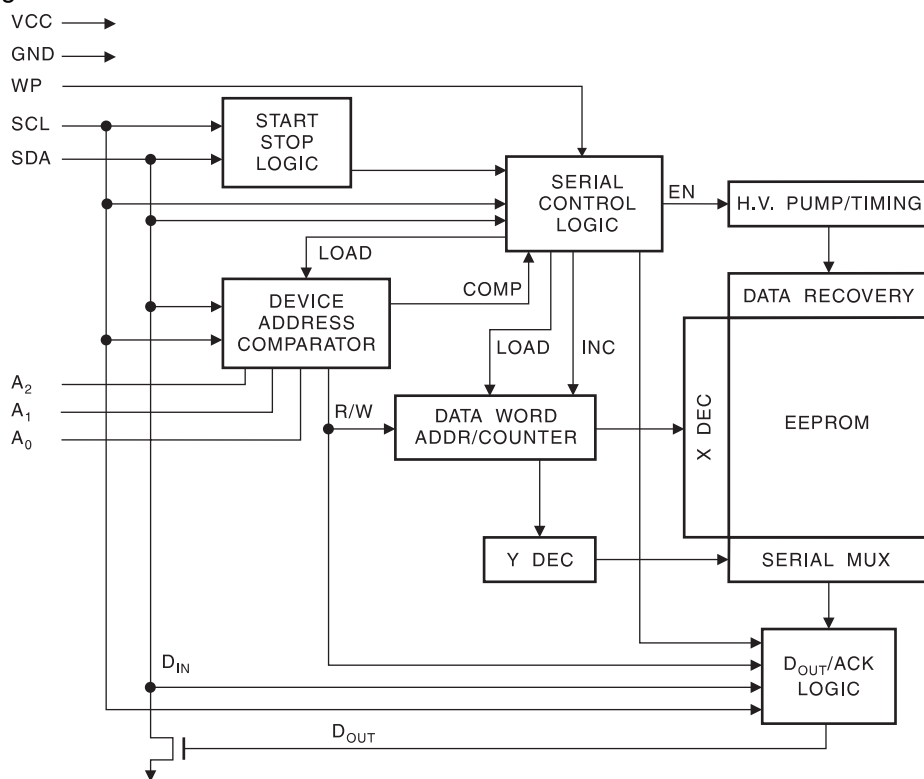 VCC
GND
WP
SCL
SDA
START
STOP
LOGIC
SERIAL
CONTROL
LOGIC
EN
H.V. PUMP/TIMING
LOAD
COMP
DATA RECOVERY
DEVICE
ADDRESS
COMPARATOR
LOAD
INC
A2
A1
A0
R/W
DATA WORD
ADDR/COUNTER
X DEC
EEPROM
Y DEC
SERIAL MUX
DIN
DOUT/ACK
LOGIC
DOUT